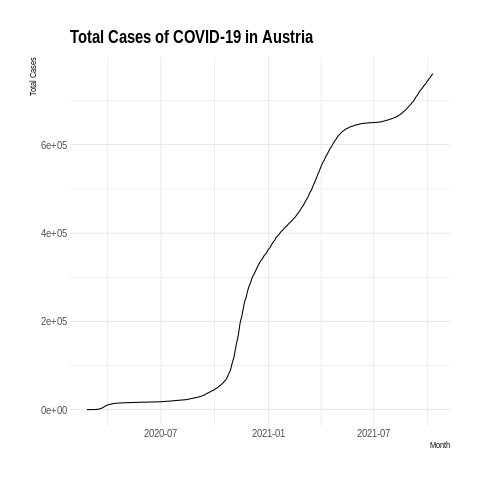 Total Cases of COVID-19 in Austria
Total Cases
6e+05
4e+05
2e+05
0e+00
2020-07 2021-01 2021-07
Month